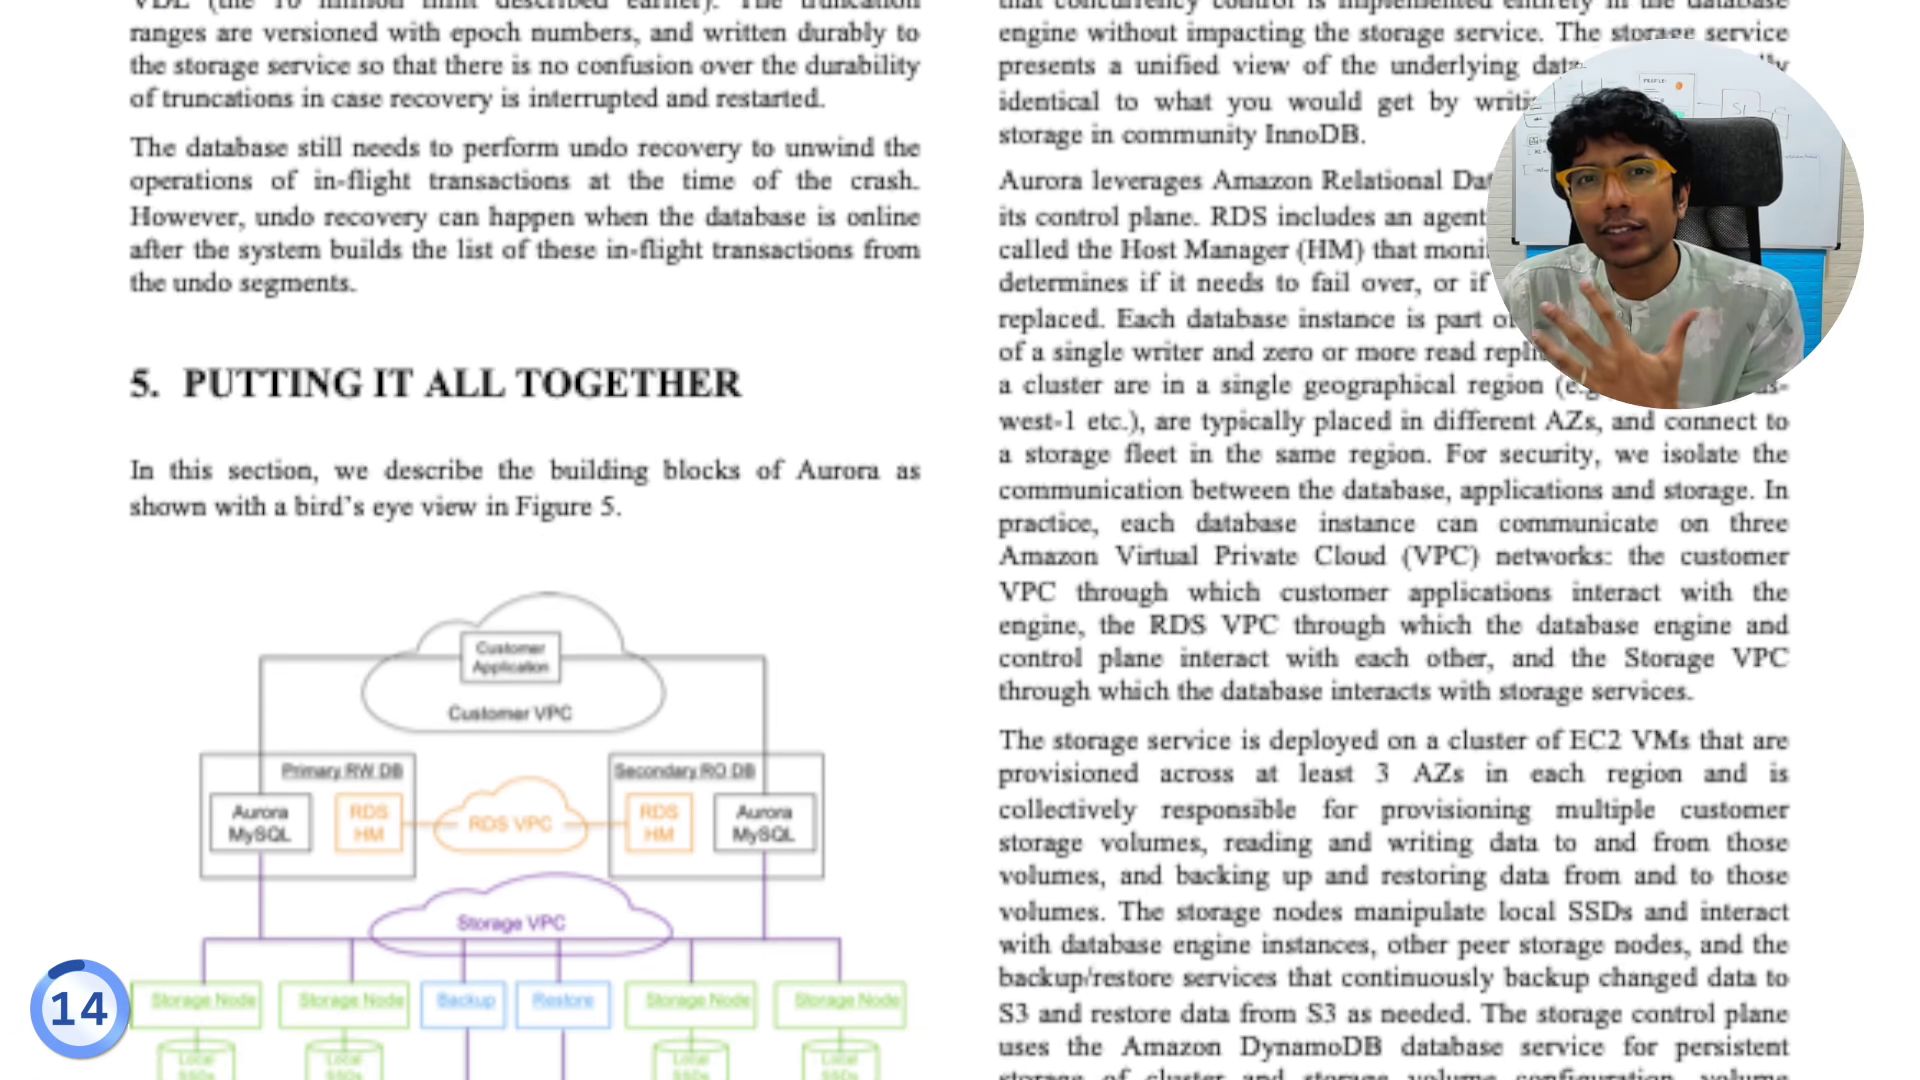 ranges are versioned with epoch numbers, and written durably to
the storage service so that there is no confusion over the durability
of truncations in case recovery is interrupted and restarted.
The database still needs to perform undo recovery to unwind the
operations of in-flight transactions at the time of the crash.
However, undo recovery can happen when the database is online
after the system builds the list of these in-flight transactions from
the undo segments.
5. PUTTING IT ALL TOGETHER
In this section, we describe the building blocks of Aurora as
shown with a bird's eye view in Figure 5.
Customer
Application
Customer VPC
Primary RW DB
Secondary RO DB
Aurora
MySQL
RDS
HM
RDS VPC
RDS
HM
Aurora
MySQL
Storage VPC
Storage Node
Storage Node
Backup
Restore
Storage Node
Storage Node
Local
SSDs
Local
SSDs
Local
SSDs
Local
SSDs
14
that concurrency control is implemented entirely in the database
engine without impacting the storage service. The storage service
presents a unified view of the underlying
identical to what you would get by
storage in community InnoDB.
Aurora leverages Amazon Relational
its control plane. RDS includes an agent
called the Host Manager (HM) that
determines if it needs to fail over, or if
replaced. Each database instance is part
of a single writer and zero or more read
a cluster are in a single geographical region
west-1 etc.), are typically placed in different AZs, and connect to
a storage fleet in the same region. For security, we isolate the
communication between the database, applications and storage. In
practice, each database instance can communicate on three
Amazon Virtual Private Cloud (VPC) networks: the customer
VPC through which customer applications interact with the
engine, the RDS VPC through which the database engine and
control plane interact with each other, and the Storage VPC
through which the database interacts with storage services.
The storage service is deployed on a cluster of EC2 VMs that are
provisioned across at least 3 AZs in each region and is
collectively responsible for provisioning multiple customer
storage volumes, reading and writing data to and from those
volumes, and backing up and restoring data from and to those
volumes. The storage nodes manipulate local SSDs and interact
with database engine instances, other peer storage nodes, and the
backup/restore services that continuously backup changed data to
S3 and restore data from S3 as needed. The storage control plane
uses the Amazon DynamoDB database service for persistent
storage of cluster and storage volume configuration, volume